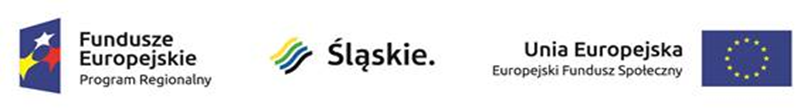 Fundusze
Europejskie
Program Regionalny
Śląskie.
Unia Europejska
Europejski Fundusz Społeczny